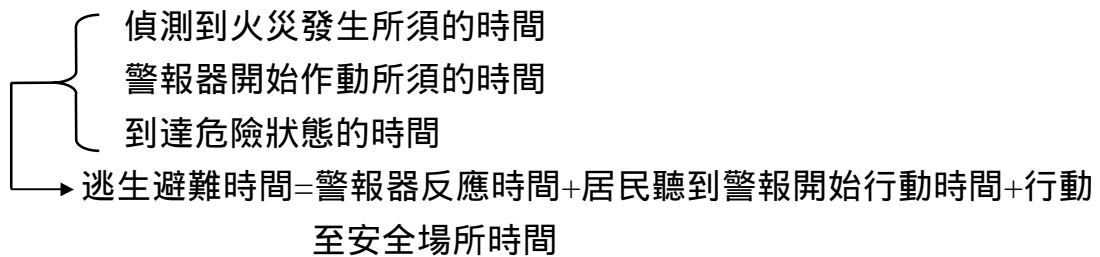 偵測到火災發生所須的時間
警報器開始作動所須的時間
到達危險狀態的時間
逃生避難時間=警報器反應時間+居民聽到警報開始行動時間+行動
至安全場所時間